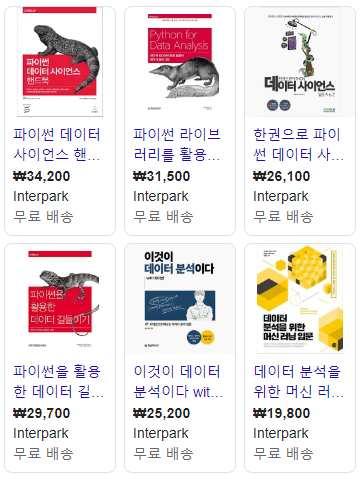 파이썬
데이터 사이언스
핸드북
Python for
Data Analysis
데이터 사이언스
파이썬 데이터
사이언스 핸...
₩34,200
Interpark
무료 배송
파이썬 라이브
러리를 활용...
₩31,500
Interpark
무료 배송
한권으로 파이
썬 데이터 사...
₩26,100
Interpark
무료 배송
파이썬을
활용한
데이터 길들이기
이것이
데이터 분석이다
with 파이썬
데이터
분석을 위한
머신 러닝 입문
파이썬을 활용
한 데이터 길...
₩29,700
Interpark
무료 배송
이것이 데이터
분석이다 wit...
₩25,200
Interpark
무료 배송
데이터 분석을
위한 머신 러...
₩19,800
Interpark
무료 배송